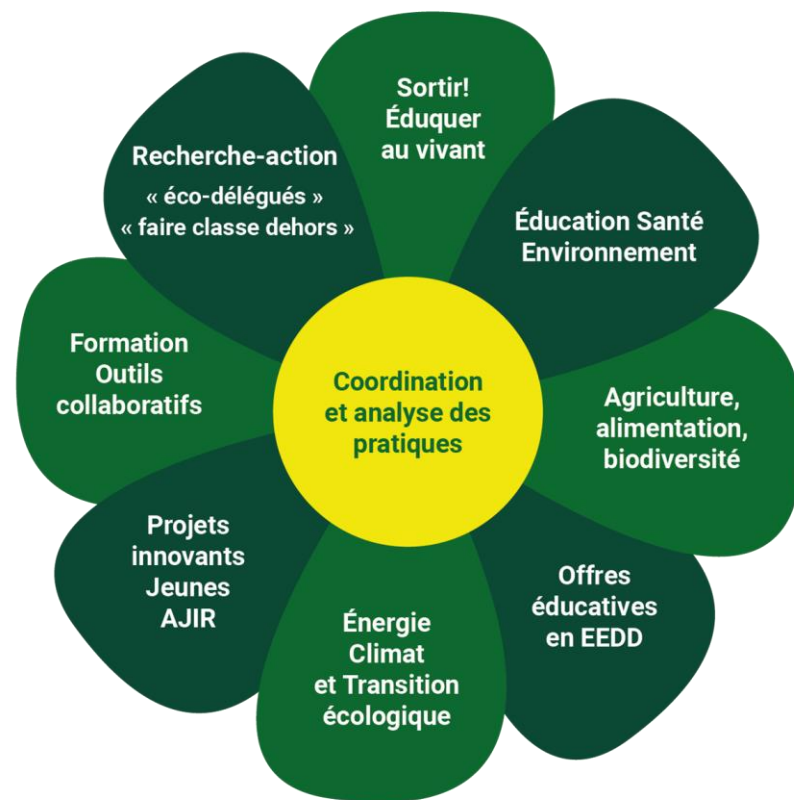 Sortir!
Éduquer
au vivant
Éducation Santé
Environnement
Agriculture,
alimentation,
biodiversité
Offres
éducatives
en EEDD
Énergie
Climat
et Transition
écologique
Projets
innovants
Jeunes
AJIR
Formation
Outils
collaboratifs
Recherche-action
« éco-délégués »
« faire classe dehors »
Coordination
et analyse des
pratiques